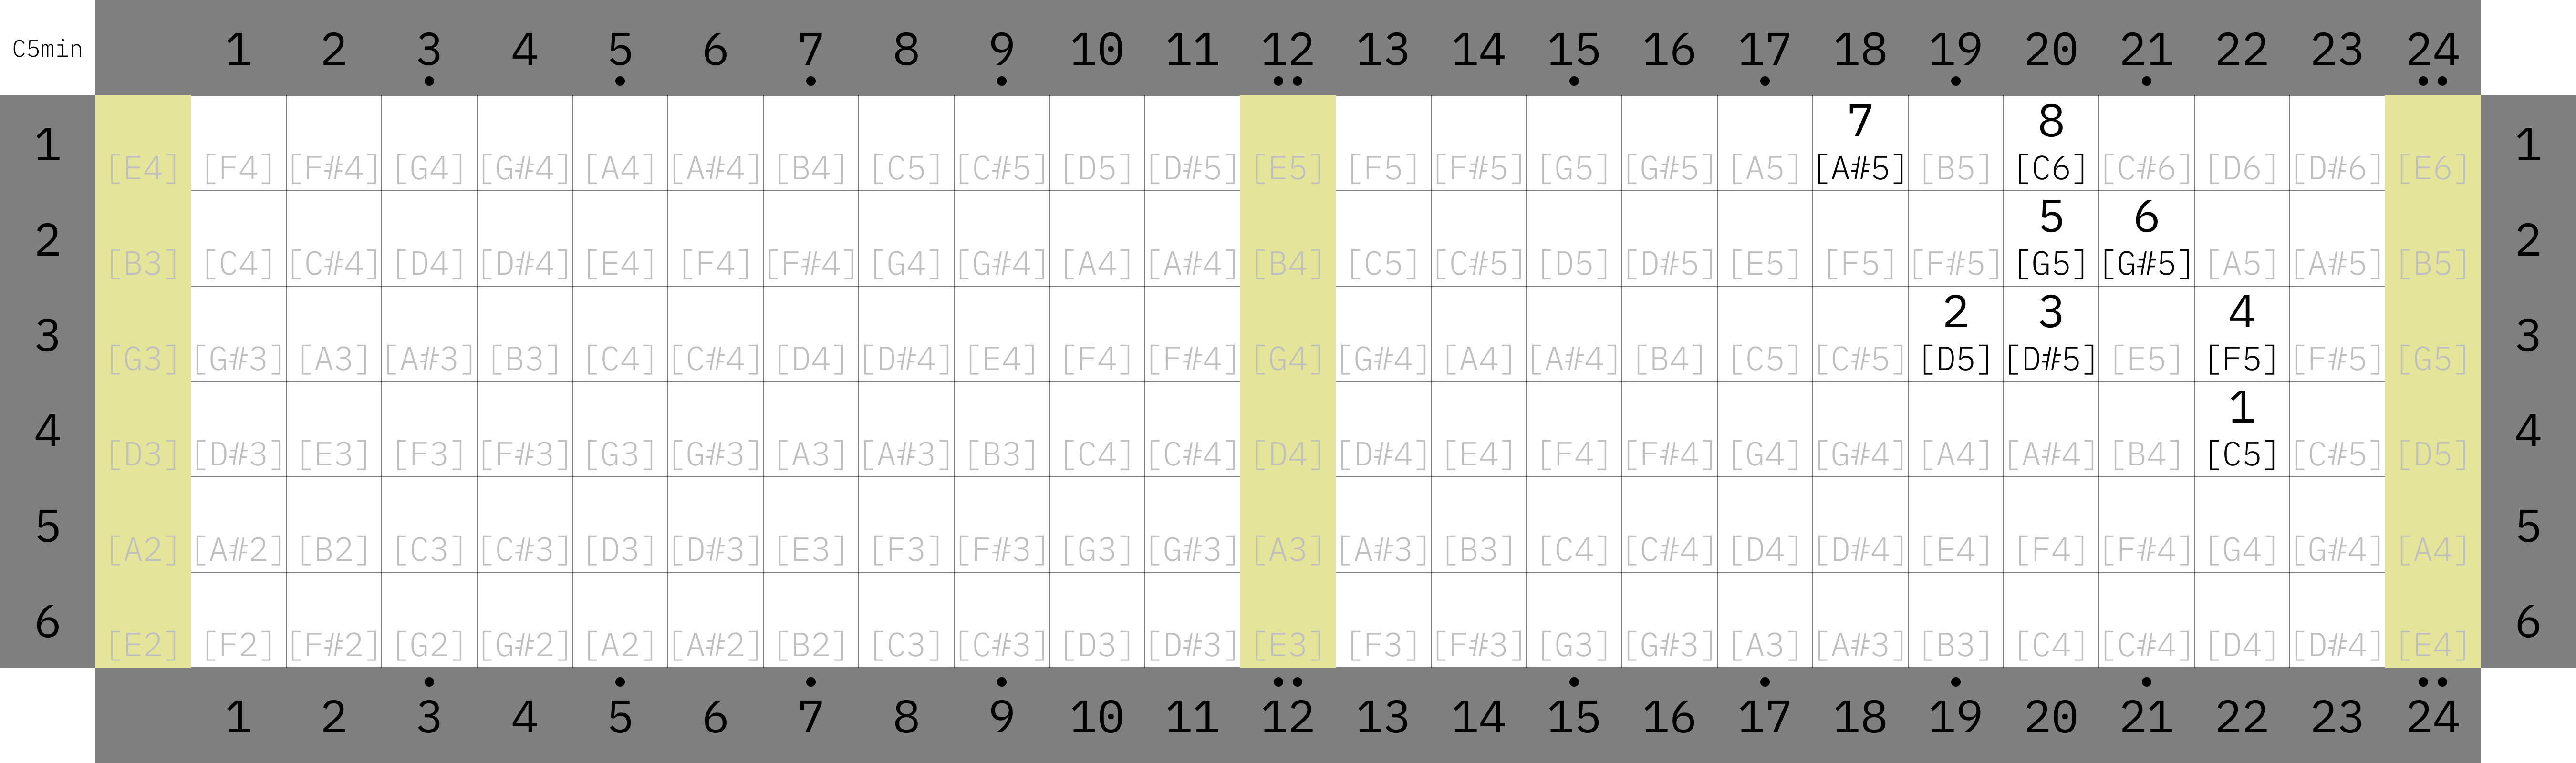 C5min 1 2 3 4 5 6 7 8 9 10 11 12 13 14 15 16 17 18 19 20 21 22 23 24
7 8
1 [E4] [F4] [F#4] [G4] [G#4] [A4] [A#4] [B4] [C5] [C#5] [D5] [D#5] [E5] [F5] [F#5] [G5] [G#5] [A5] [A#5] [B5] [C6] [C#6] [D6] [D#6] [E6] 1
5 6
2 [B3] [C4] [C#4] [D4] [D#4] [E4] [F4] [F#4] [G4] [G#4] [A4] [A#4] [B4] [C5] [C#5] [D5] [D#5] [E5] [F5] [F#5] [G5] [G#5] [A5] [A#5] [B5] 2
2 3 4
3 [G3] [G#3] [A3] [A#3] [B3] [C4] [C#4] [D4] [D#4] [E4] [F4] [F#4] [G4] [G#4] [A4] [A#4] [B4] [C5] [C#5] [D5] [D#5] [E5] [F5] [F#5] [G5] 3
1
4 [D3] [D#3] [E3] [F3] [F#3] [G3] [G#3] [A3] [A#3] [B3] [C4] [C#4] [D4] [D#4] [E4] [F4] [F#4] [G4] [G#4] [A4] [A#4] [B4] [C5] [C#5] [D5] 4
5 [A2] [A#2] [B2] [C3] [C#3] [D3] [D#3] [E3] [F3] [F#3] [G3] [G#3] [A3] [A#3] [B3] [C4] [C#4] [D4] [D#4] [E4] [F4] [F#4] [G4] [G#4] [A4] 5
6 [E2] [F2] [F#2] [G2] [G#2] [A2] [A#2] [B2] [C3] [C#3] [D3] [D#3] [E3] [F3] [F#3] [G3] [G#3] [A3] [A#3] [B3] [C4] [C#4] [D4] [D#4] [E4] 6
1 2 3 4 5 6 7 8 9 10 11 12 13 14 15 16 17 18 19 20 21 22 23 24